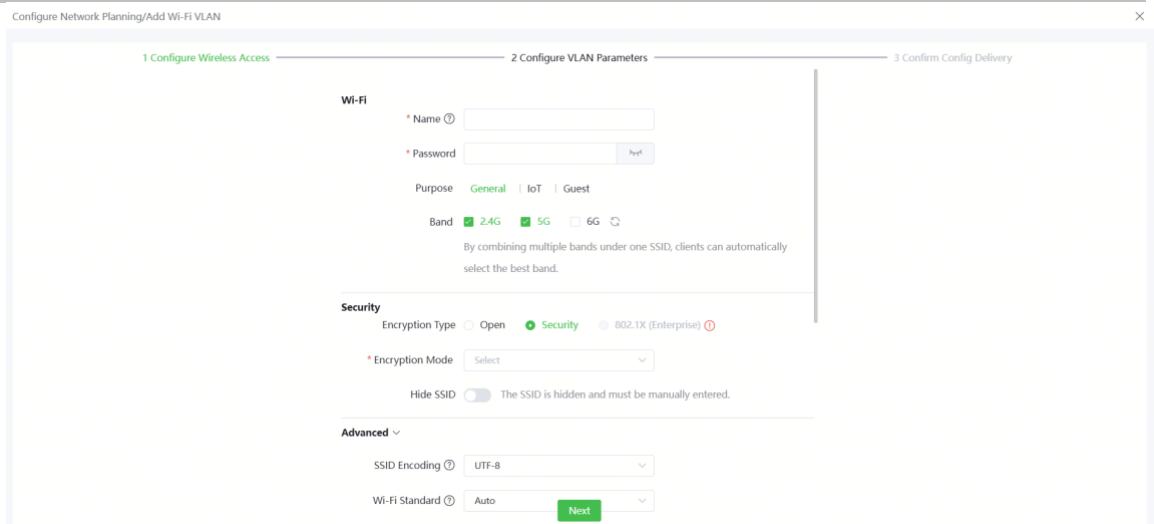 Configure Network Planning/Add Wi-Fi VLAN
1 Configure Wireless Access 2 Configure VLAN Parameters 3 Confirm Config Delivery
Wi-Fi
* Name
* Password
Purpose General | IoT | Guest
Band 2.4G 5G 6G
By combining multiple bands under one SSID, clients can automatically
select the best band.
Security
Encryption Type Open Security 802.1X (Enterprise)
* Encryption Mode Select
Hide SSID The SSID is hidden and must be manually entered.
Advanced
SSID Encoding UTF-8
Wi-Fi Standard Auto
Next